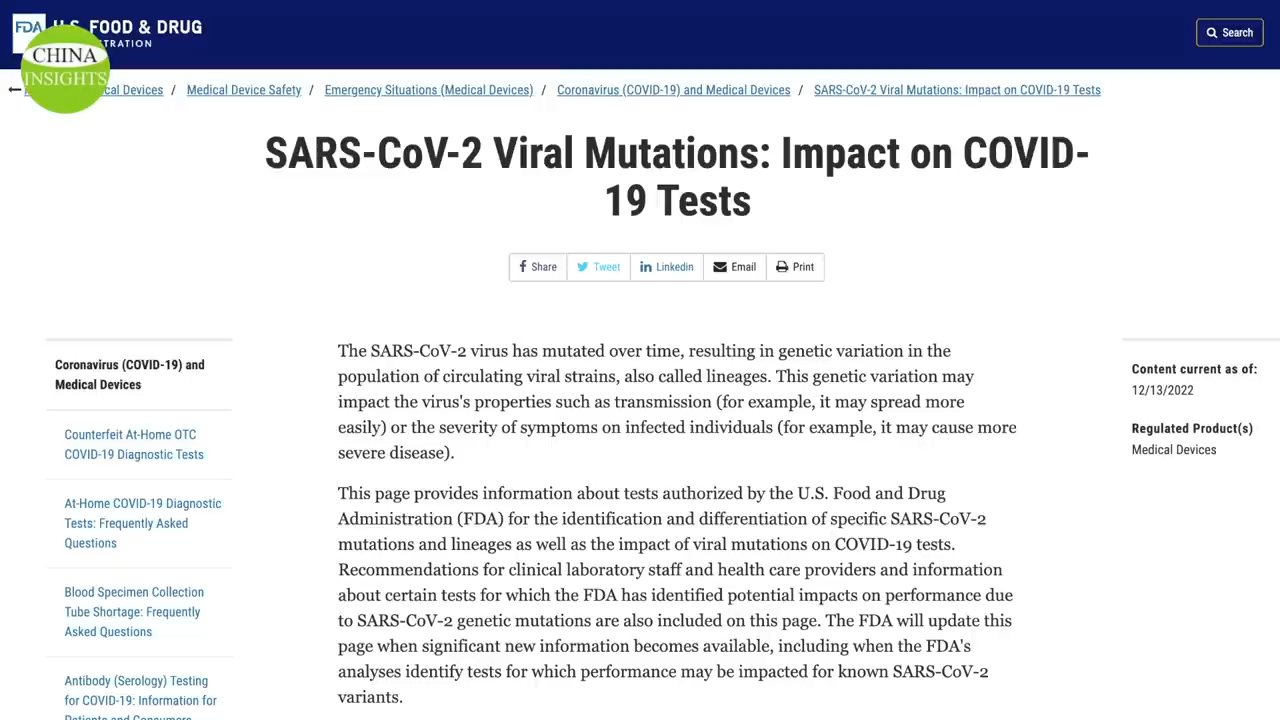 FDA U.S. FOOD & DRUG
CHINA
INSIGHTS
Search
Medical Device Safety / Emergency Situations (Medical Devices) / Coronavirus (COVID-19) and Medical Devices / SARS-CoV-2 Viral Mutations: Impact on COVID-19 Tests
SARS-CoV-2 Viral Mutations: Impact on COVID-
19 Tests
Share Tweet Linkedin Email Print
Coronavirus (COVID-19) and
Medical Devices
Counterfeit At-Home OTC
COVID-19 Diagnostic Tests
At-Home COVID-19 Diagnostic
Tests: Frequently Asked
Questions
Blood Specimen Collection
Tube Shortage: Frequently
Asked Questions
Antibody (Serology) Testing
for COVID-19: Information for
Patients and Consumers
The SARS-CoV-2 virus has mutated over time, resulting in genetic variation in the
population of circulating viral strains, also called lineages. This genetic variation may
impact the virus's properties such as transmission (for example, it may spread more
easily) or the severity of symptoms on infected individuals (for example, it may cause more
severe disease).
This page provides information about tests authorized by the U.S. Food and Drug
Administration (FDA) for the identification and differentiation of specific SARS-CoV-2
mutations and lineages as well as the impact of viral mutations on COVID-19 tests.
Recommendations for clinical laboratory staff and health care providers and information
about certain tests for which the FDA has identified potential impacts on performance due
to SARS-CoV-2 genetic mutations are also included on this page. The FDA will update this
page when significant new information becomes available, including when the FDA's
analyses identify tests for which performance may be impacted for known SARS-CoV-2
variants.
Content current as of:
12/13/2022
Regulated Product(s)
Medical Devices